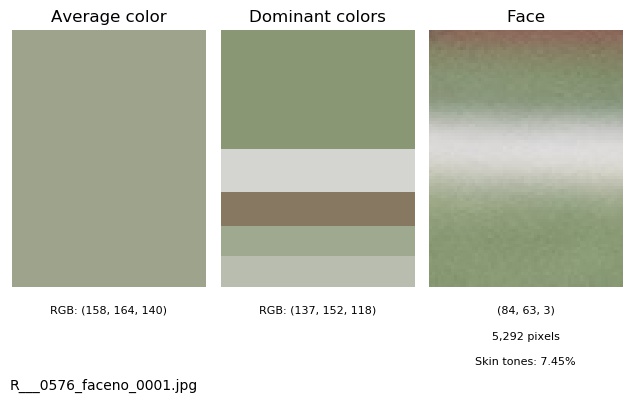 Average color
Dominant colors
Face
RGB: (158, 164, 140)
RGB: (137, 152, 118)
(84, 63, 3)
5,292 pixels
Skin tones: 7.45%
R___0576_faceno_0001.jpg